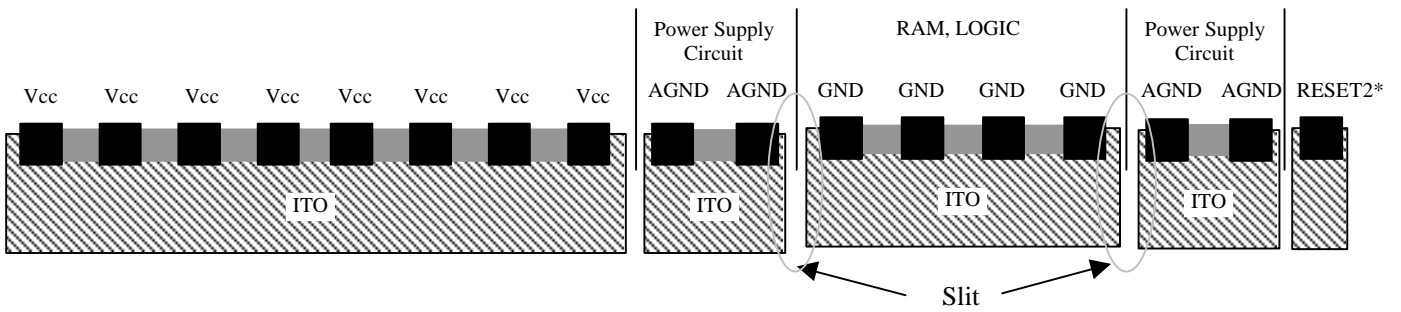 Power Supply
Circuit
RAM, LOGIC
Power Supply
Circuit
Vcc Vcc Vcc Vcc Vcc Vcc Vcc Vcc AGND AGND GND GND GND GND AGND AGND RESET2*
ITO ITO ITO ITO
Slit